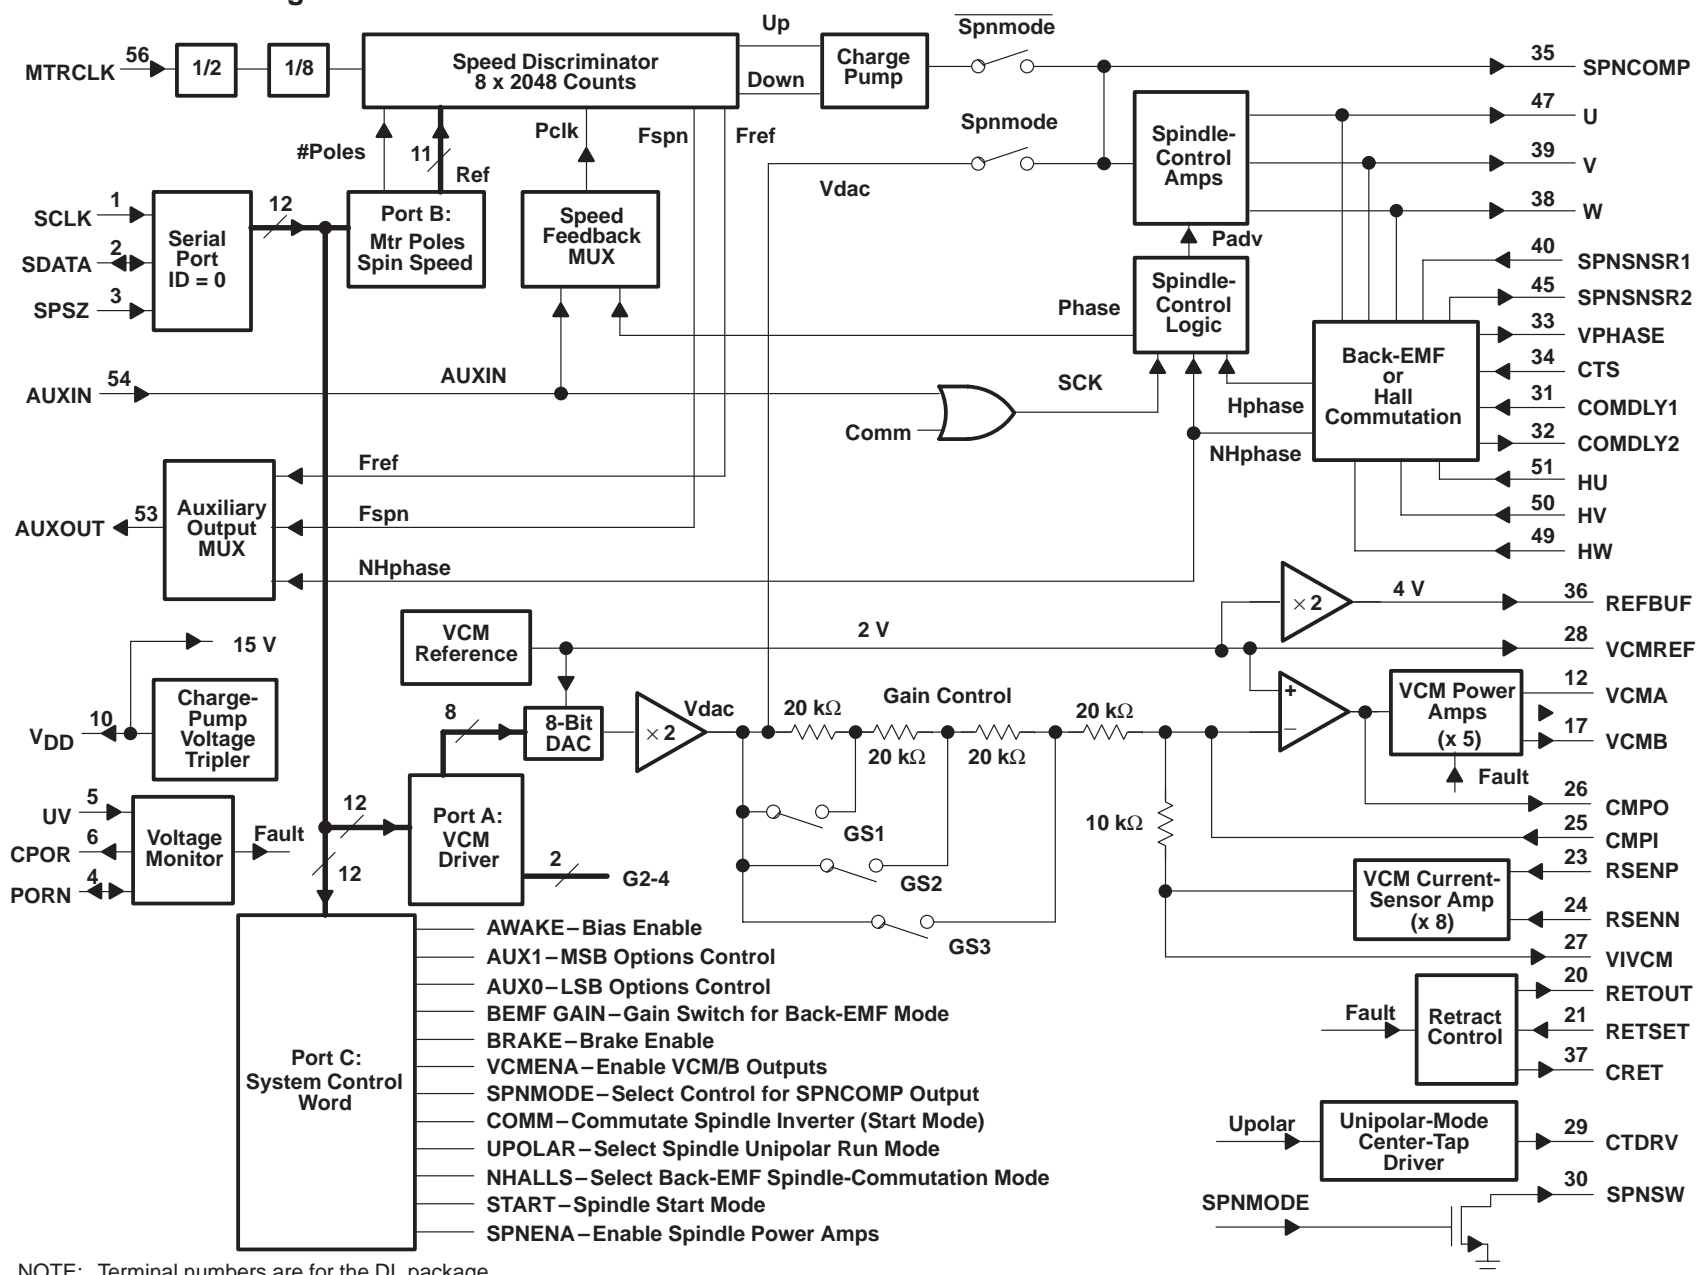 Up
Spnmode
MTRCLK
56
1/2
1/8
Speed Discriminator
8 x 2048 Counts
Down
Charge
Pump
35
SPNCOMP
47
U
#Poles
11
Ref
Pclk
Fspn
Fref
Spnmode
Vdac
Spindle-
Control
Amps
39
V
38
W
SCLK
1
SDATA
2
SPSZ
3
Serial
Port
ID = 0
12
Port B:
Mtr Poles
Spin Speed
Speed
Feedback
MUX
Padv
Phase
Spindle-
Control
Logic
40
SPNSNSR1
45
SPNSNSR2
33
VPHASE
34
CTS
31
COMDLY1
32
COMDLY2
51
HU
50
HV
49
HW
Back-EMF
or
Hall
Commutation
AUXIN
54
AUXIN
SCK
Comm
Hphase
NHphase
AUXOUT
53
Auxiliary
Output
MUX
Fref
Fspn
NHphase
× 2
4 V
36
REFBUF
VCM
Reference
2 V
28
VCMREF
15 V
Charge-
Pump
Voltage
Tripler
VDD
10
8
8-Bit
DAC
× 2
Vdac
Gain Control
20 kΩ
20 kΩ
20 kΩ
20 kΩ
+
−
VCM Power
Amps
(x 5)
12
VCMA
17
VCMB
Fault
UV
5
CPOR
6
PORN
4
Voltage
Monitor
Fault
12
12
Port A:
VCM
Driver
2
G2-4
GS1
GS2
GS3
10 kΩ
26
CMPO
25
CMPI
23
RSENP
24
RSENN
VCM Current-
Sensor Amp
(x 8)
27
VIVCM
20
RETOUT
21
RETSET
37
CRET
Fault
Retract
Control
Port C:
System Control
Word
AWAKE–Bias Enable
AUX1–MSB Options Control
AUX0–LSB Options Control
BEMF GAIN–Gain Switch for Back-EMF Mode
BRAKE–Brake Enable
VCMENA–Enable VCM/B Outputs
SPNMODE–Select Control for SPNCOMP Output
COMM–Commutate Spindle Inverter (Start Mode)
UPOLAR–Select Spindle Unipolar Run Mode
NHALLS–Select Back-EMF Spindle-Commutation Mode
START–Spindle Start Mode
SPNENA–Enable Spindle Power Amps
Upolar
Unipolar-Mode
Center-Tap
Driver
29
CTDRV
SPNMODE
30
SPNSW
NOTE: Terminal numbers are for the DL package